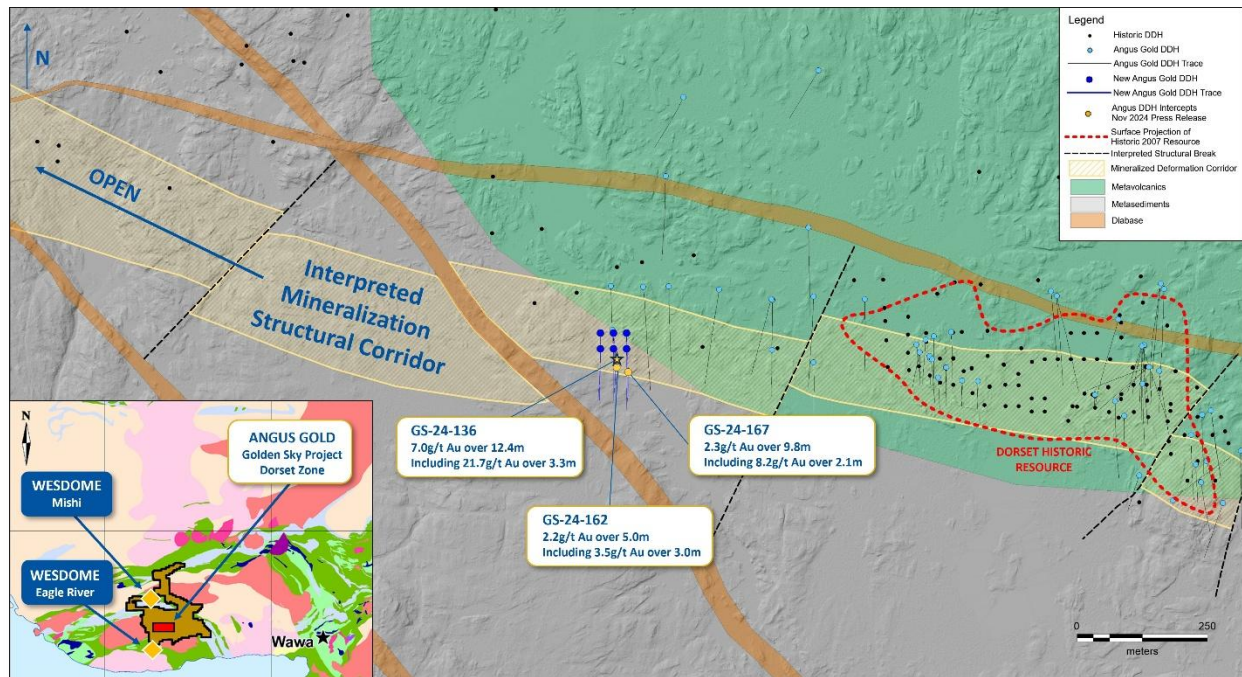 N
OPEN
Interpreted
Mineralization
Structural Corridor
GS-24-136
7.0g/t Au over 12.4m
Including 21.7g/t Au over 3.3m
GS-24-167
2.3g/t Au over 9.8m
Including 8.2g/t Au over 2.1m
GS-24-162
2.2g/t Au over 5.0m
Including 3.5g/t Au over 3.0m
DORSET HISTORIC
RESOURCE
Legend
Historic DDH
Angus Gold DDH
Angus Gold DDH Trace
New Angus Gold DDH
New Angus Gold DDH Trace
Angus DDH Intercepts
Nov 2024 Press Release
Surface Projection of
Historic 2007 Resource
Interpreted Structural Break
Mineralized Deformation Corridor
Metavolcanics
Metasediments
Diabase
N
ANGUS GOLD
Golden Sky Project
Dorset Zone
WESDOME
Mishi
WESDOME
Eagle River
Wawa
0 250
meters